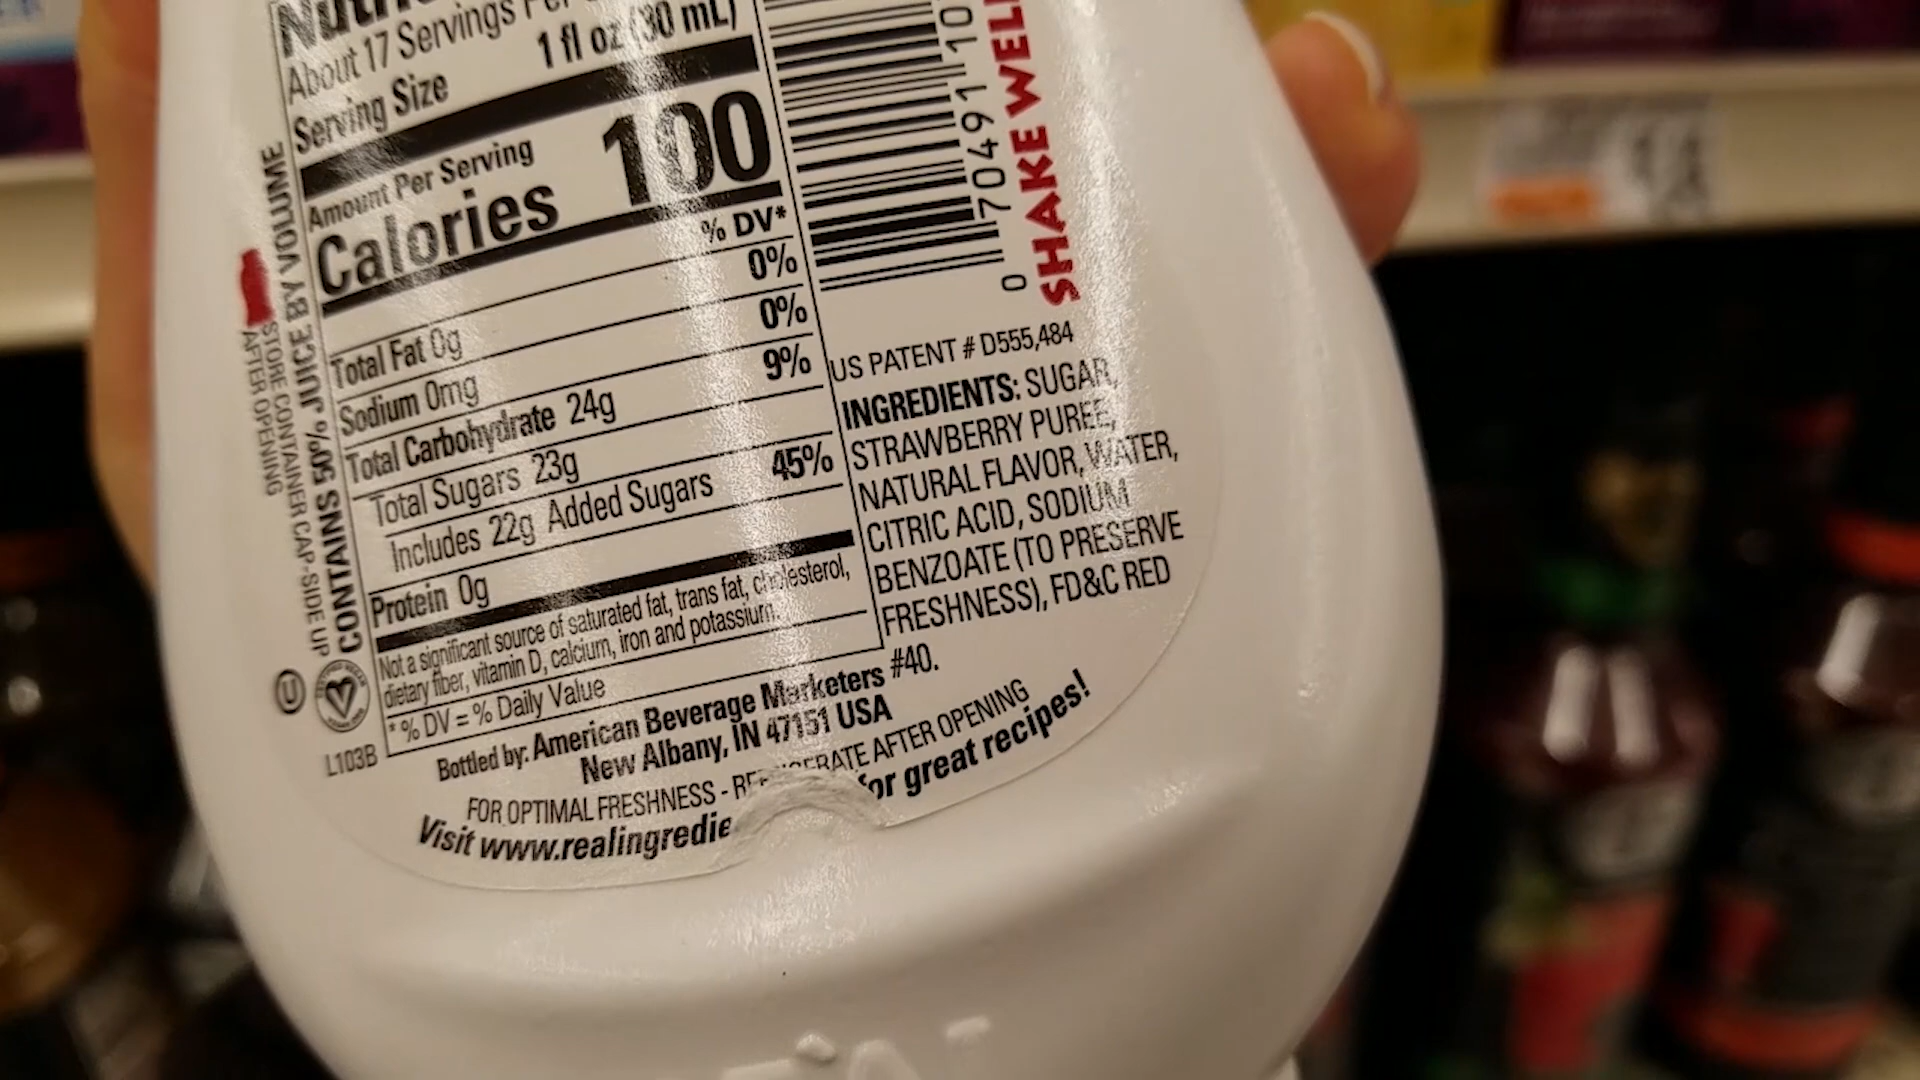 About 17 Servings
Serving Size 1 fl oz (30 mL)
Amount Per Serving
Calories 100
% DV*
Total Fat 0g 0%
Sodium 0mg 0%
Total Carbohydrate 24g 9%
Total Sugars 23g
Includes 22g Added Sugars 45%
Protein 0g
Not a significant source of saturated fat, trans fat, cholesterol,
dietary fiber, vitamin D, calcium, iron and potassium.
* % DV = % Daily Value
CONTAINS 50% JUICE BY VOLUME
STORE CONTAINER CAP-SIDE UP
AFTER OPENING
U
L103B
0 70491 10
SHAKE WELL
US PATENT # D555,484
INGREDIENTS: SUGAR,
STRAWBERRY PUREE,
NATURAL FLAVOR, WATER,
CITRIC ACID, SODIUM
BENZOATE (TO PRESERVE
FRESHNESS), FD&C RED
#40.
Bottled by: American Beverage Marketers
New Albany, IN 47151 USA
FOR OPTIMAL FRESHNESS - REFRIGERATE AFTER OPENING
Visit www.realingredie for great recipes!